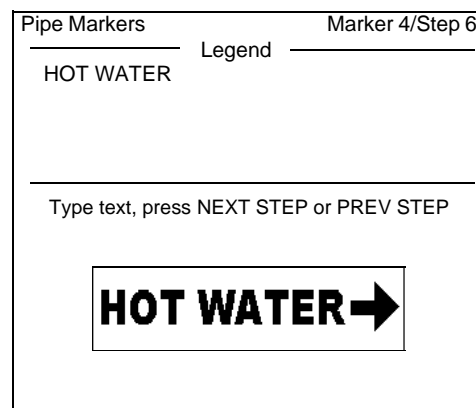 Pipe Markers Marker 4/Step 6
Legend
HOT WATER
Type text, press NEXT STEP or PREV STEP
HOT WATER